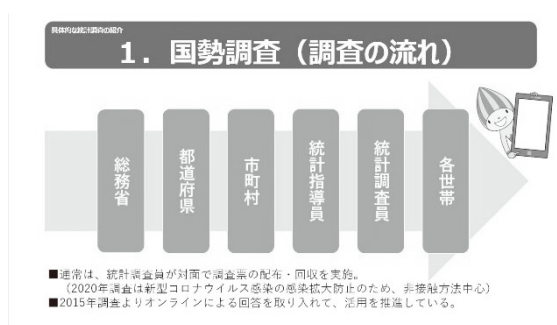 具体的な統計調査の紹介
1．国勢調査（調査の流れ）
総務省
都道府県
市町村
統計指導員
統計調査員
各世帯
■通常は、統計調査員が対面で調査票の配布・回収を実施。
（2020年調査は新型コロナウイルス感染の感染拡大防止のため、非接触方法中心）
■2015年調査よりオンラインによる回答を取り入れて、活用を推進している。